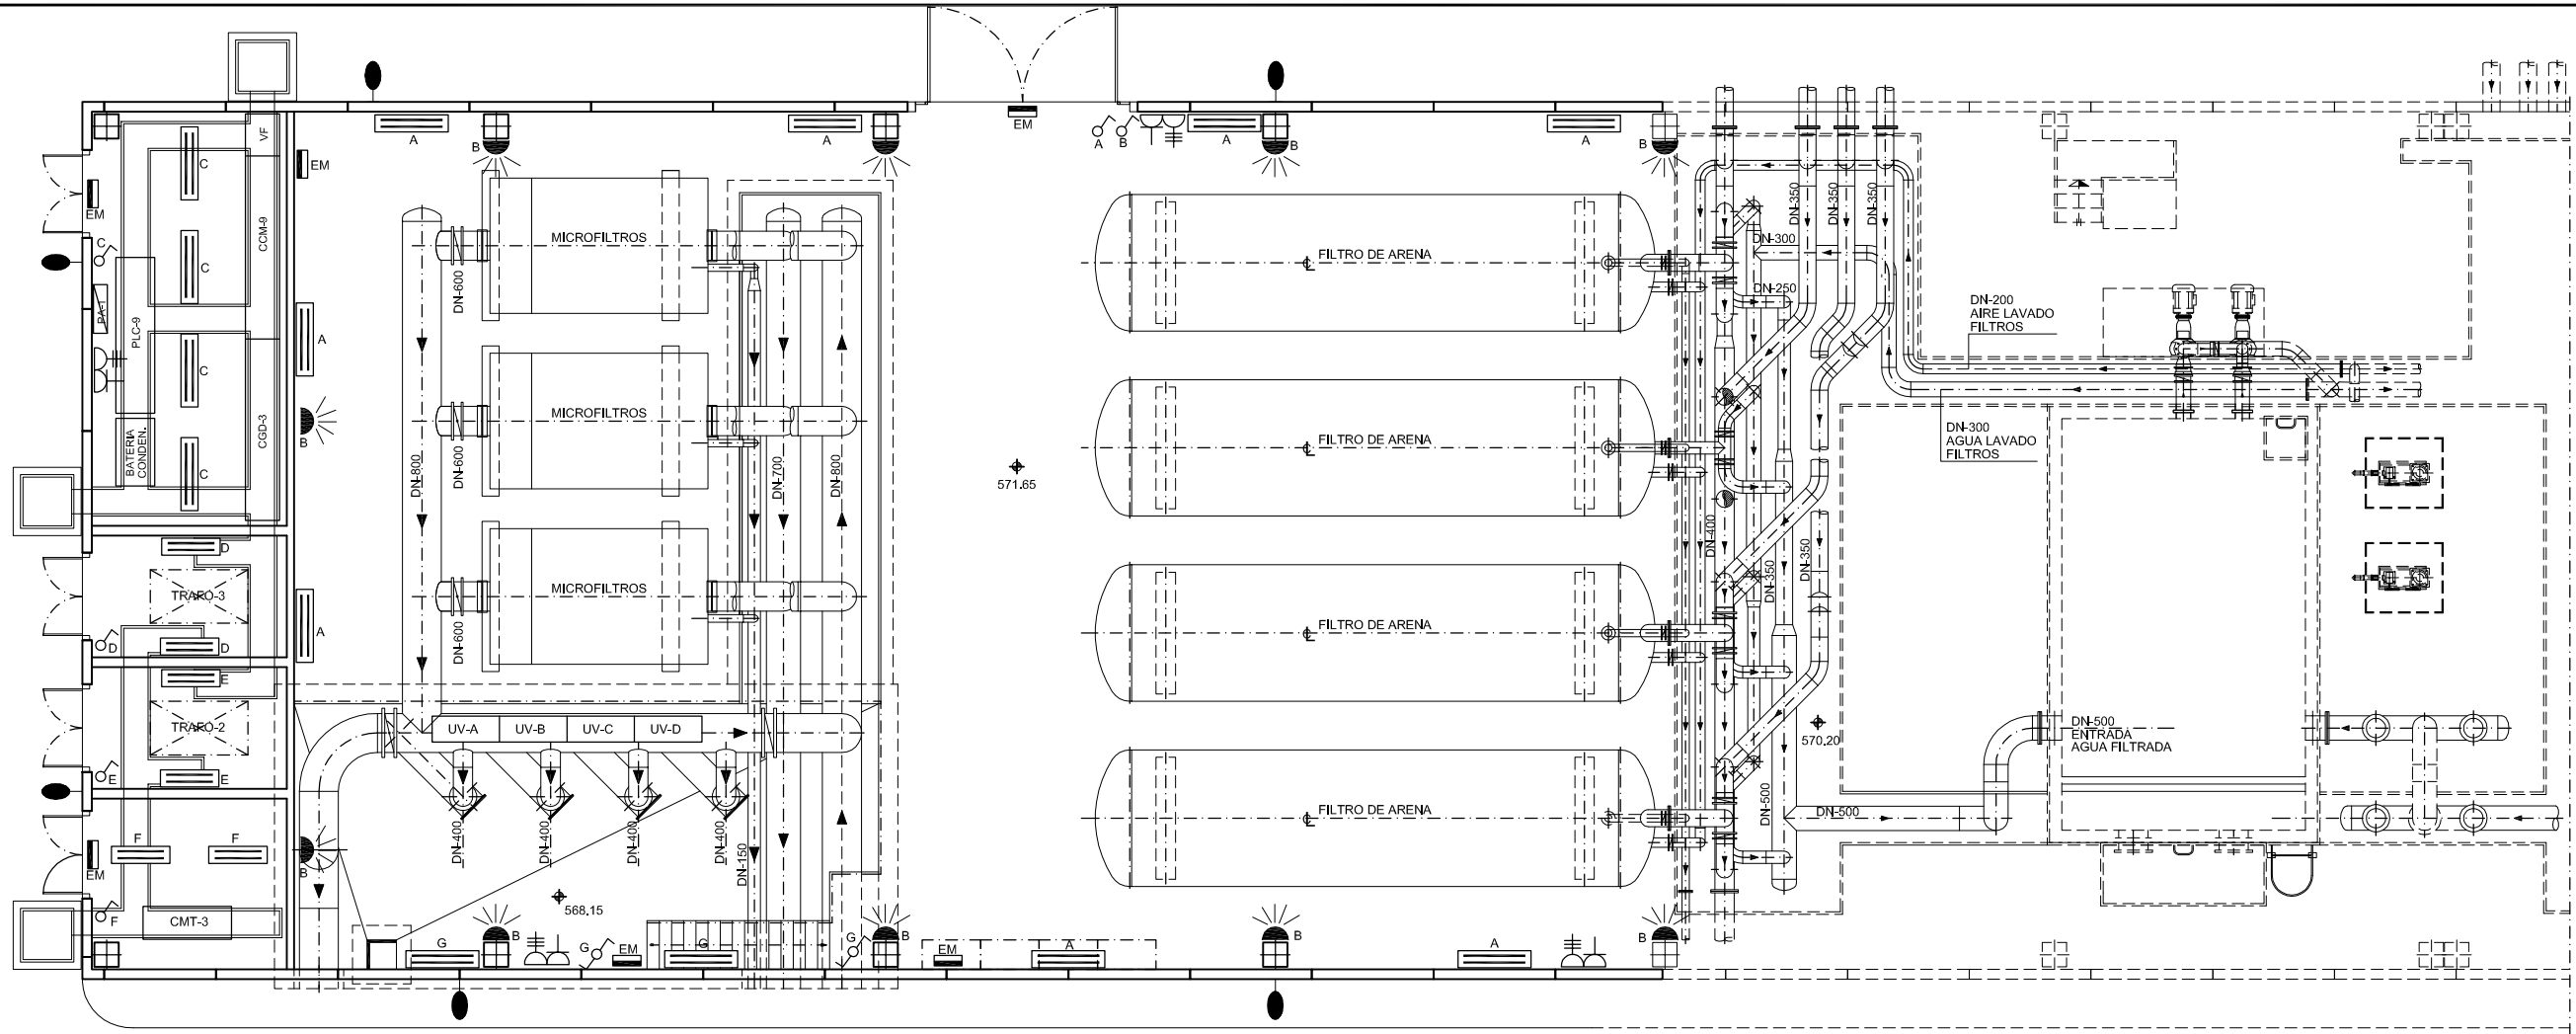 EM
A
A
A
B
A
A
B
B
B
VF
EM
C
EM
C
CCM-9
C
PA-1
PLC-9
C
BATERIA
CONDEN.
C
CGD-3
A
B
A
D
TRAFO-3
D
D
E
TRAFO-2
E
E
F
F
EM
F
CMT-3
MICROFILTROS
MICROFILTROS
MICROFILTROS
DN-600
DN-600
DN-600
DN-800
DN-700
DN-800
UV-A
UV-B
UV-C
UV-D
DN-400
DN-400
DN-400
DN-400
DN-150
B
568,15
G
B
G
EM
G
G
B
EM
A
B
A
B
571.65
FILTRO DE ARENA
FILTRO DE ARENA
FILTRO DE ARENA
FILTRO DE ARENA
DN-350
DN-350
DN-350
DN-300
DN-250
DN-400
DN-350
DN-350
DN-500
DN-500
570,20
DN-200
AIRE LAVADO
FILTROS
DN-300
AGUA LAVADO
FILTROS
DN-500
ENTRADA
AGUA FILTRADA